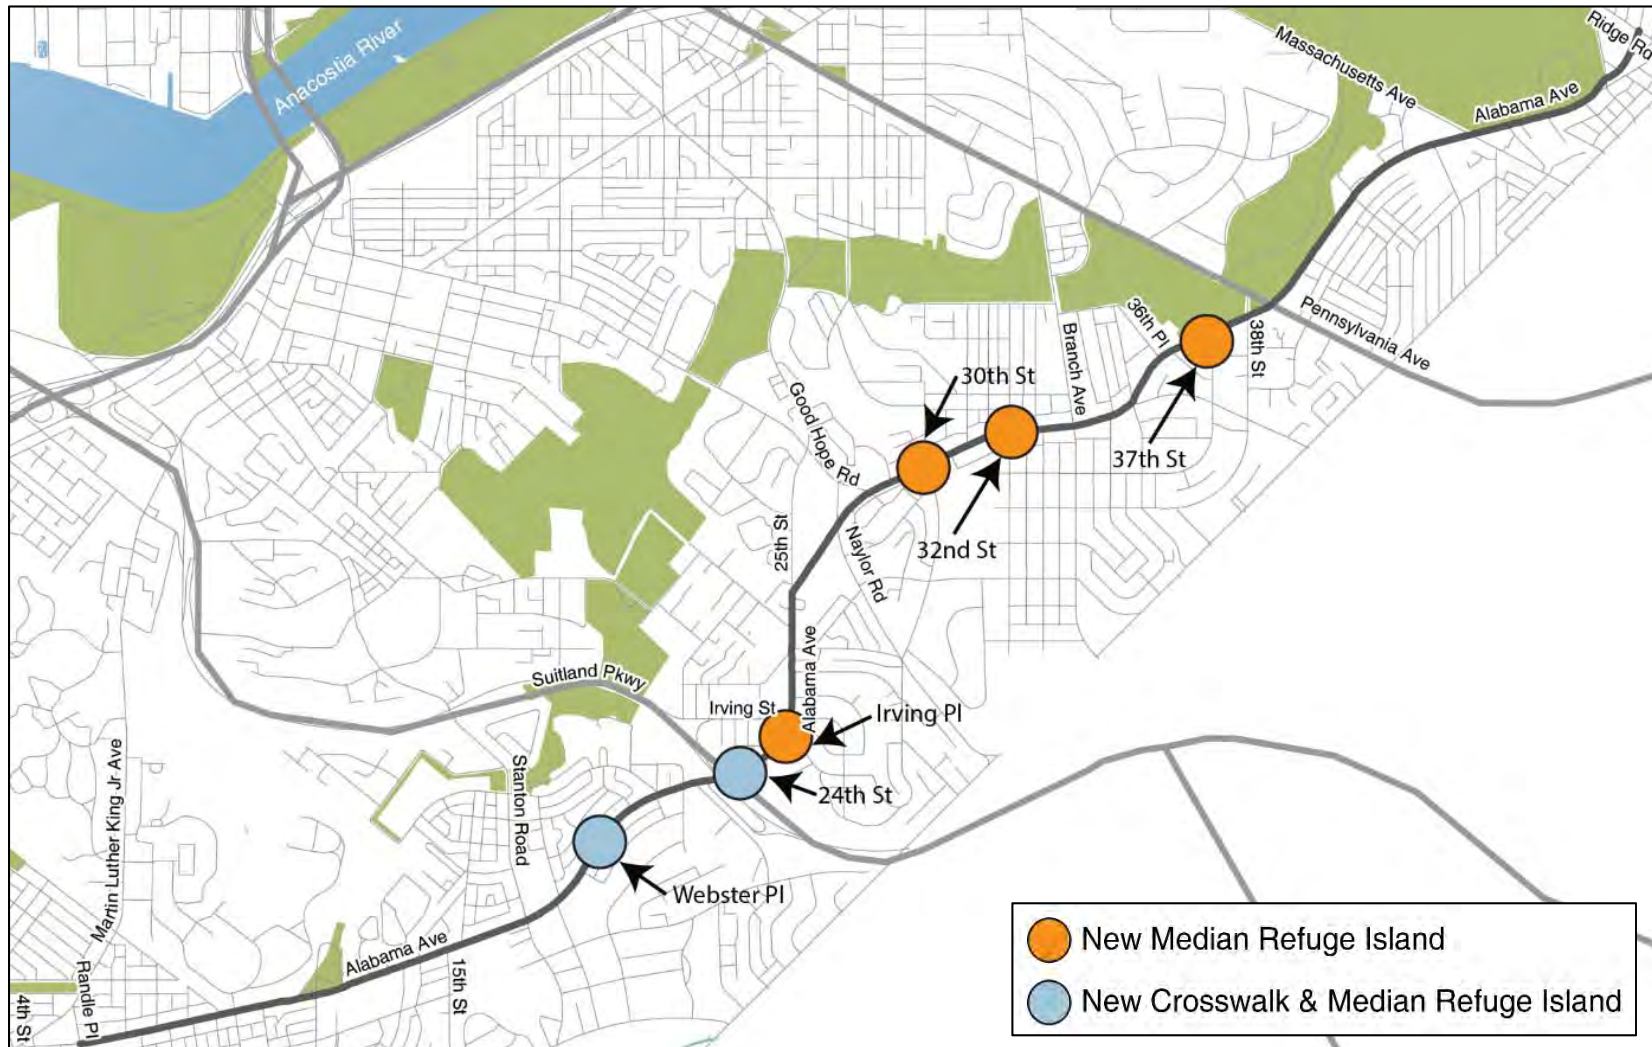 Anacostia River
Ridge Rd
Massachusetts Ave
Alabama Ave
36th Pl
38th St
Pennsylvania Ave
Branch Ave
30th St
Good Hope Rd
37th St
32nd St
25th St
Naylor Rd
Suitland Pkwy
Alabama Ave
Irving St
Irving Pl
24th St
Stanton Road
Martin Luther King Jr Ave
Webster Pl
Alabama Ave
15th St
Randle Pl
4th St
New Median Refuge Island
New Crosswalk & Median Refuge Island